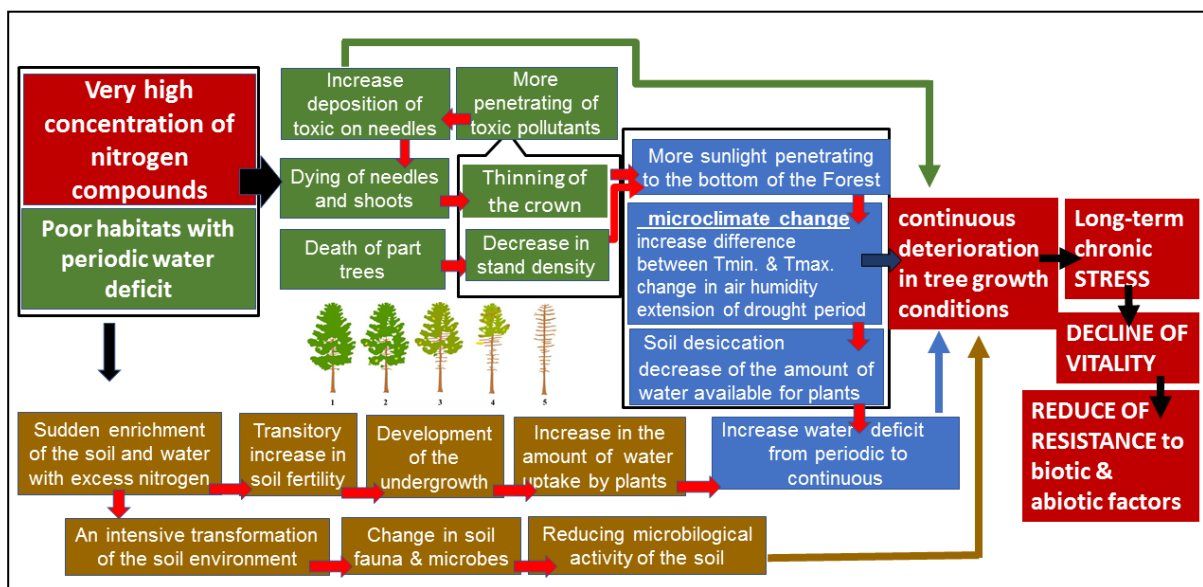 Very high
concentration of
nitrogen
compounds
Poor habitats with
periodic water
deficit
Increase
deposition of
toxic on needles
More
penetrating of
toxic pollutants
Dying of needles
and shoots
Thinning of
the crown
Death of part
trees
Decrease in
stand density
More sunlight penetrating
to the bottom of the Forest
microclimate change
increase difference
between Tmin. & Tmax.
change in air humidity
extension of drought period
Soil desiccation
decrease of the amount of
water available for plants
continuous
deterioration
in tree growth
conditions
Long-term
chronic
STRESS
DECLINE OF
VITALITY
REDUCE OF
RESISTANCE to
biotic &
abiotic factors
1 2 3 4 5
Sudden enrichment
of the soil and water
with excess nitrogen
Transitory
increase in
soil fertility
Development
of the
undergrowth
Increase in the
amount of water
uptake by plants
Increase water deficit
from periodic to
continuous
An intensive transformation
of the soil environment
Change in soil
fauna & microbes
Reducing microbilogical
activity of the soil